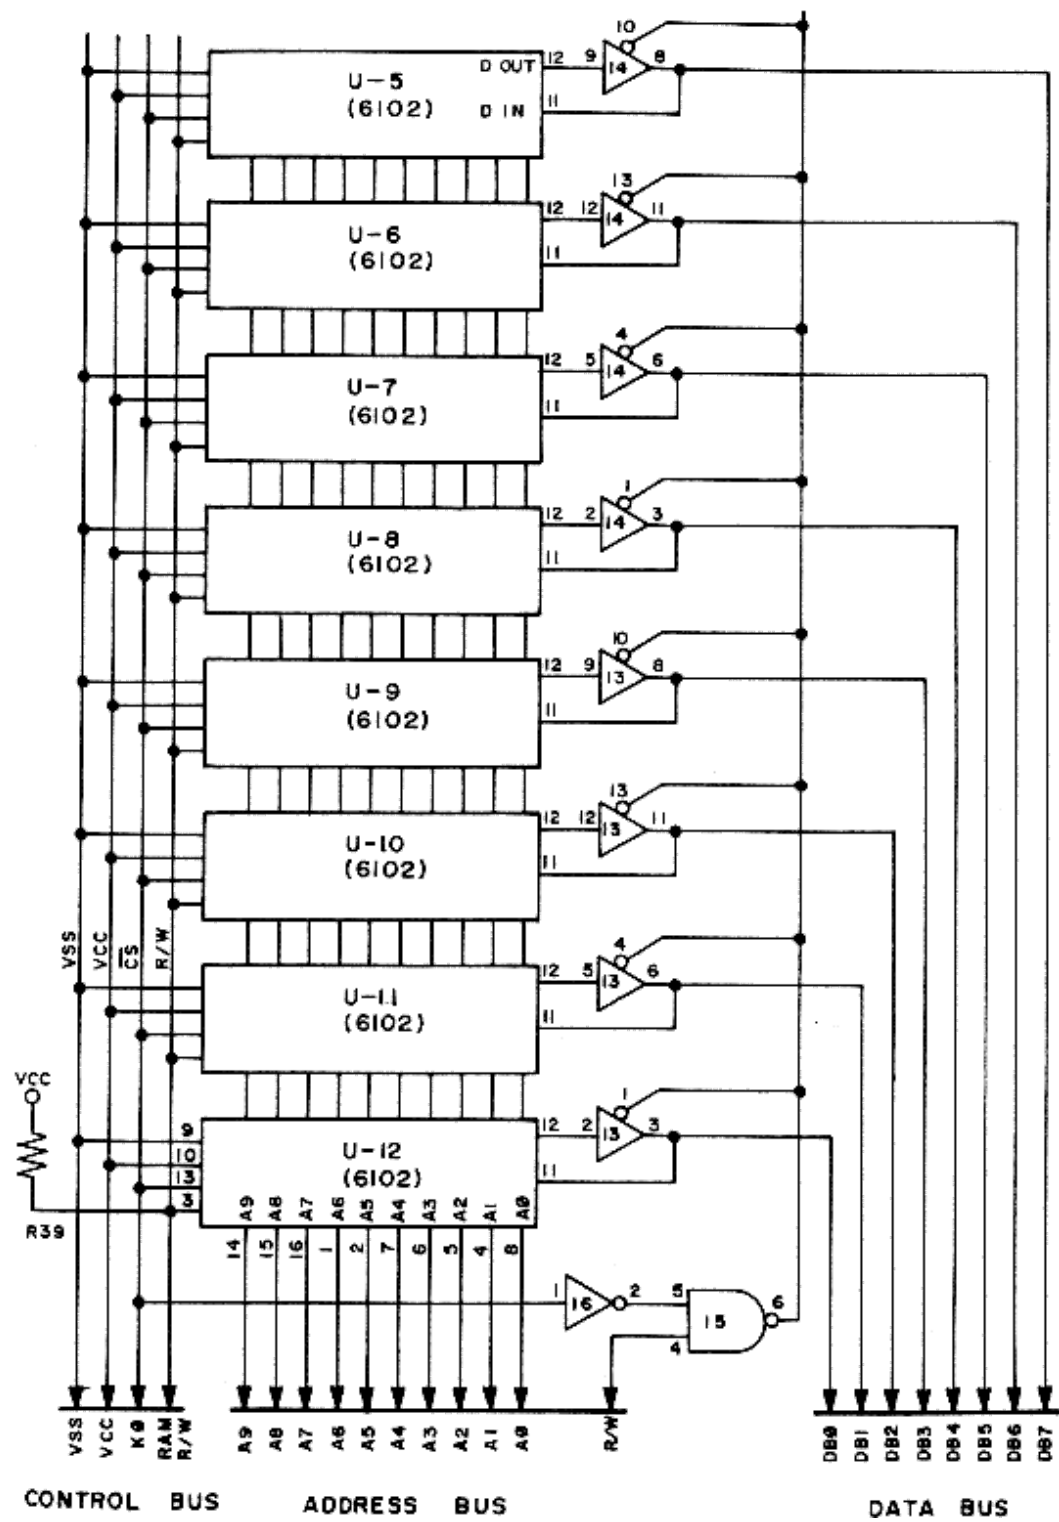 10
D OUT 12 9 14 8
U-5
(6102) D IN 11
13
12 12 14 11
U-6
(6102) 11
4
12 5 14 6
U-7
(6102) 11
1
12 2 14 3
U-8
(6102) 11
10
12 9 13 8
U-9
(6102) 11
13
12 12 13 11
U-10
(6102) 11
VSS VCC CS R/W
4
12 5 13 6
U-11
(6102) 11
VCC
1
9 12 2 13 3
10 U-12
13 (6102) 11
3
R39
A9 A8 A7 A6 A5 A4 A3 A2 A1 A0
14 15 16 1 2 7 6 5 4 8
1 16 2 5 15 6
4
VSS VCC KØ RAM R/W
A9 A8 A7 A6 A5 A4 A3 A2 A1 AØ
R/W
DBØ DB1 DB2 DB3 DB4 DB5 DB6 DB7
CONTROL BUS ADDRESS BUS DATA BUS